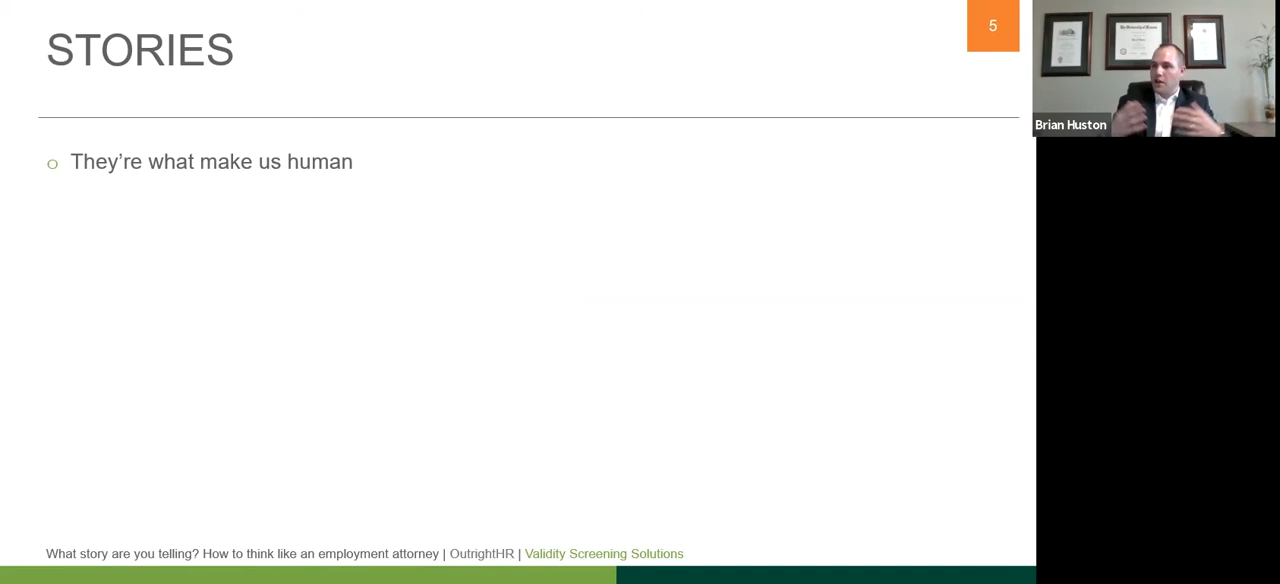 STORIES
5
They're what make us human
Brian Huston
What story are you telling? How to think like an employment attorney | OutrightHR | Validity Screening Solutions